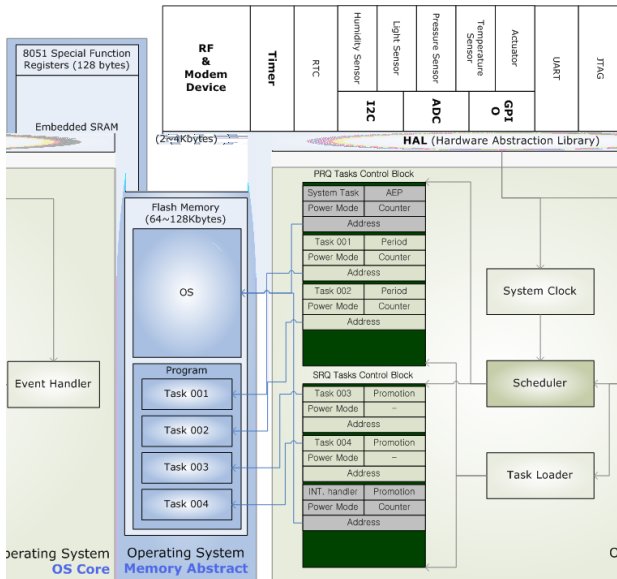 8051 Special Function
Registers (128 bytes)
Embedded SRAM
(2~4Kbytes)
RF
&
Modem
Device
Timer
RTC
Humidity Sensor
Light Sensor
I2C
Pressure Sensor
ADC
Temperature
Sensor
Actuator
GPT
O
UART
JTAG
HAL (Hardware Abstraction Library)
Flash Memory
(64~128Kbytes)
OS
Program
Task 001
Task 002
Task 003
Task 004
Event Handler
PRQ Tasks Control Block
System Task AEP
Power Mode Counter
Address
Task 001 Period
Power Mode Counter
Address
Task 002 Period
Power Mode Counter
Address
SRQ Tasks Control Block
Task 003 Promotion
Power Mode –
Address
Task 004 Promotion
Power Mode –
Address
INT. handler Promotion
Power Mode Counter
Address
System Clock
Scheduler
Task Loader
perating System
OS Core
Operating System
Memory Abstract
O